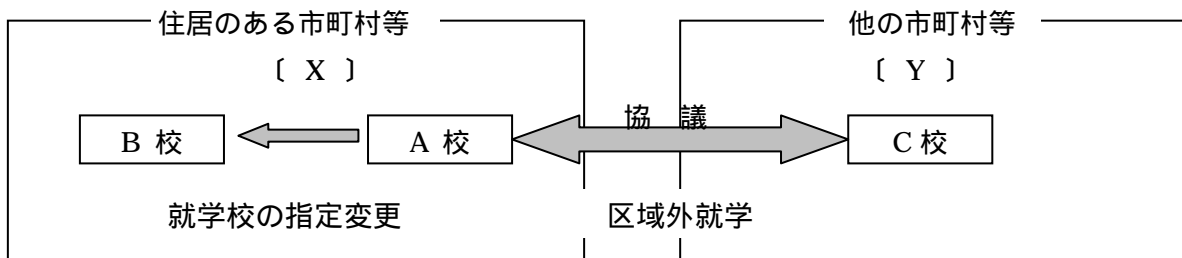 住居のある市町村等 他の市町村等
〔 X 〕 〔 Y 〕
協 議
B 校 A 校 C 校
就学校の指定変更 区域外就学